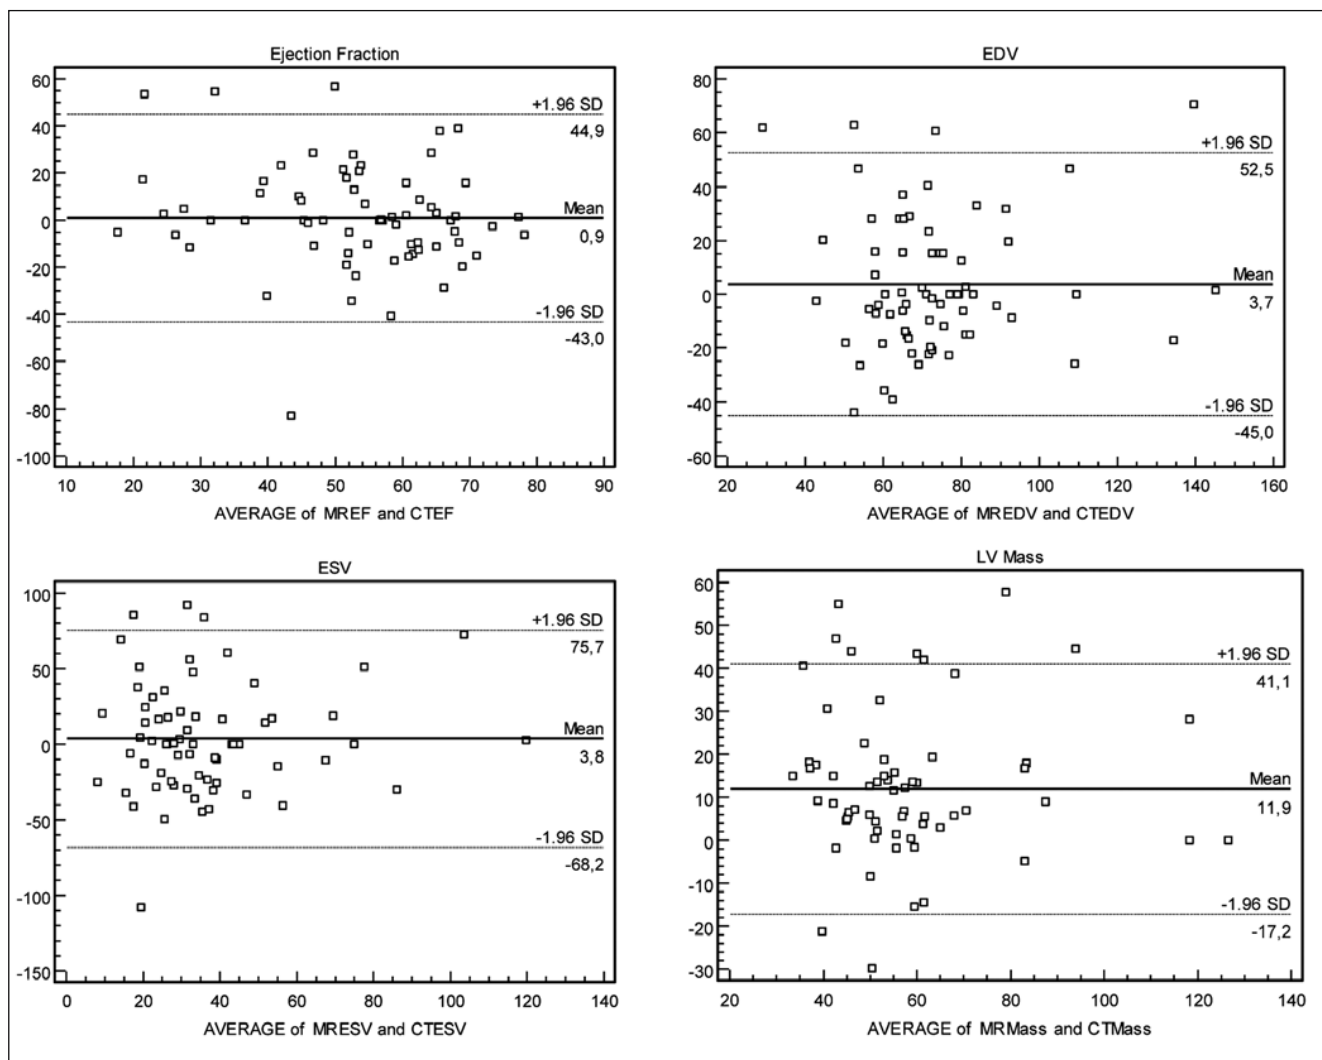 Ejection Fraction
60
40
20
0
-20
-40
-60
-80
-100
+1.96 SD
44,9
Mean
0,9
-1.96 SD
-43,0
10 20 30 40 50 60 70 80 90
AVERAGE of MREF and CTEF
EDV
80
60
40
20
0
-20
-40
-60
+1.96 SD
52,5
Mean
3,7
-1.96 SD
-45,0
20 40 60 80 100 120 140 160
AVERAGE of MREDV and CTEDV
ESV
100
50
0
-50
-100
-150
+1.96 SD
75,7
Mean
3,8
-1.96 SD
-68,2
0 20 40 60 80 100 120 140
AVERAGE of MRESV and CTESV
LV Mass
60
50
40
30
20
10
0
-10
-20
-30
+1.96 SD
41,1
Mean
11,9
-1.96 SD
-17,2
20 40 60 80 100 120 140
AVERAGE of MRMass and CTMass